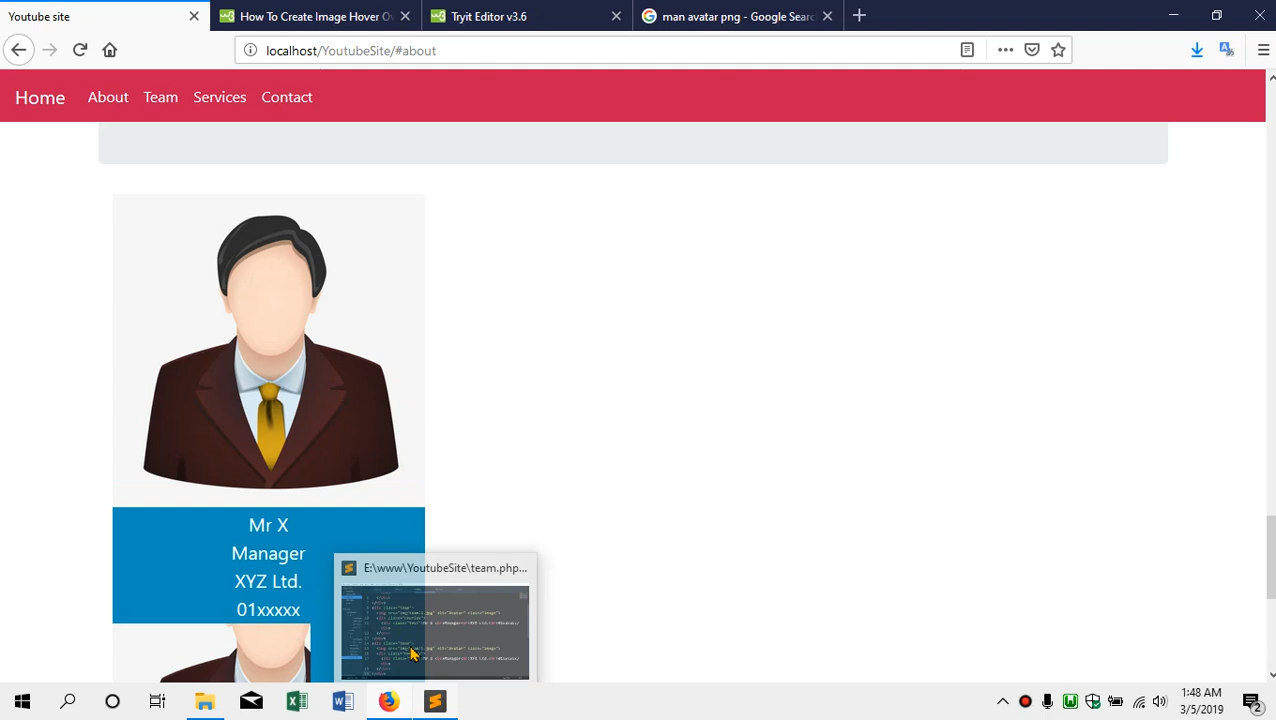 Youtube site
How To Create Image Hover Ov
Tryit Editor v3.6
man avatar png - Google Searc
localhost/YoutubeSite/#about
Home About Team Services Contact
Mr X
Manager
XYZ Ltd.
01xxxxx
E:\www\YoutubeSite\team.php...
1:48 AM
3/5/2019
2